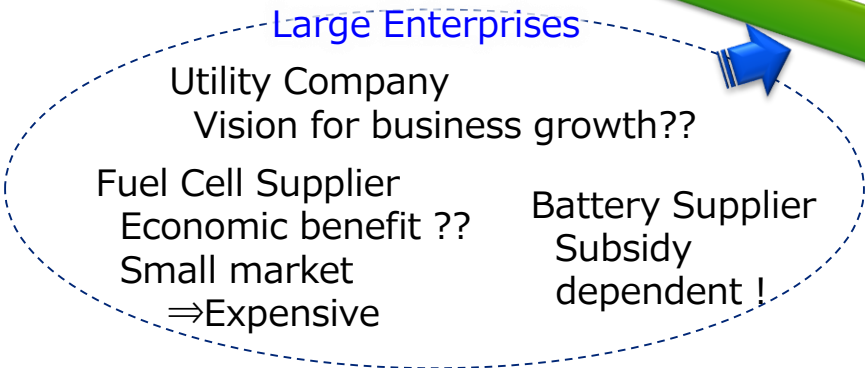 Large Enterprises
Utility Company
Vision for business growth??
Fuel Cell Supplier
Economic benefit ??
Small market
⇒Expensive
Battery Supplier
Subsidy
dependent !